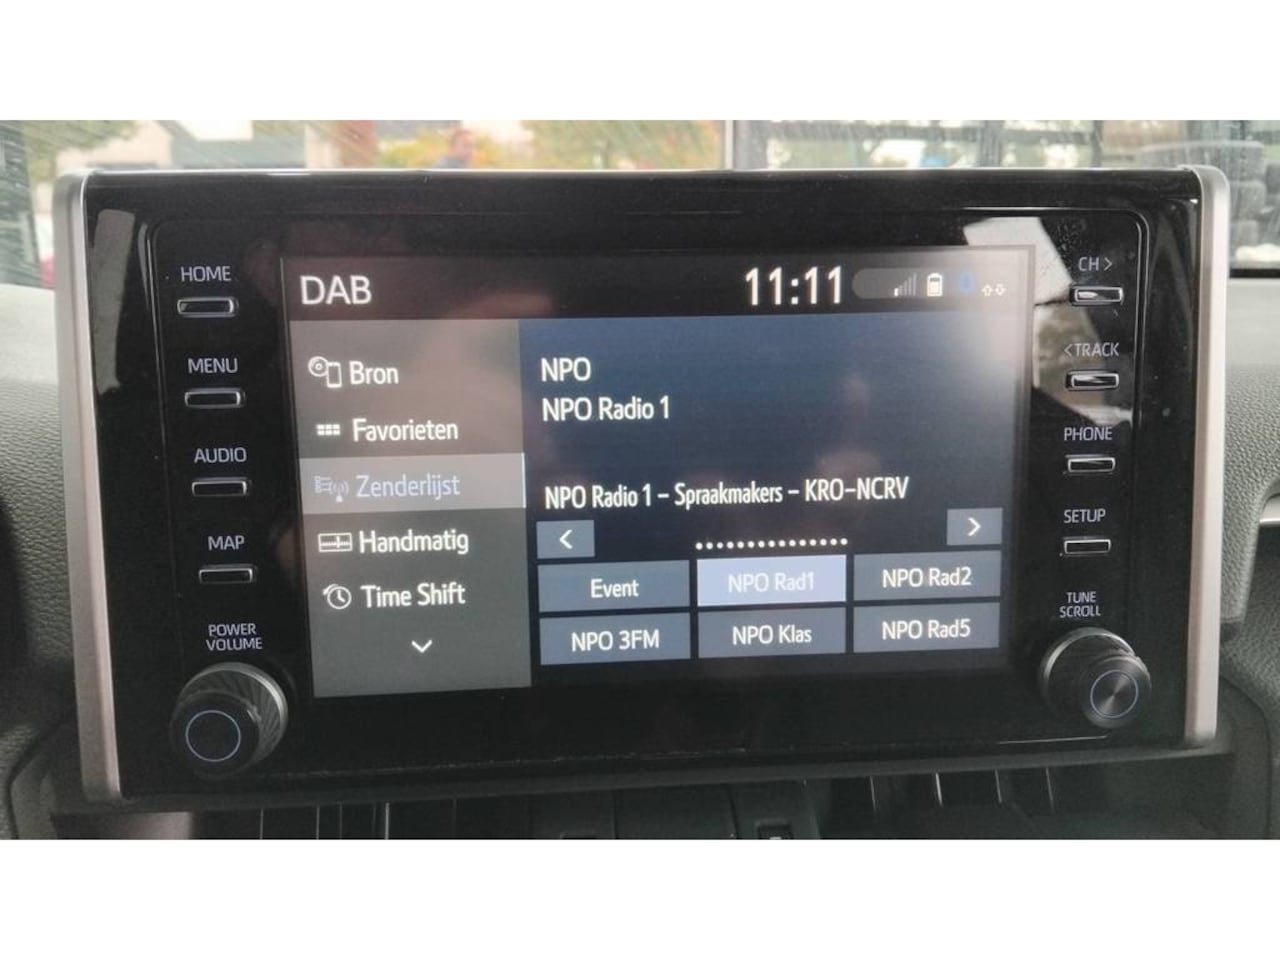 HOME
MENU
AUDIO
MAP
POWER
VOLUME
DAB
11:11
Bron
Favorieten
Zenderlijst
Handmatig
Time Shift
NPO
NPO Radio 1
NPO Radio 1 – Spraakmakers – KRO-NCRV
< >
Event NPO Rad1 NPO Rad2
NPO 3FM NPO Klas NPO Rad5
CH >
< TRACK
PHONE
SETUP
TUNE
SCROLL